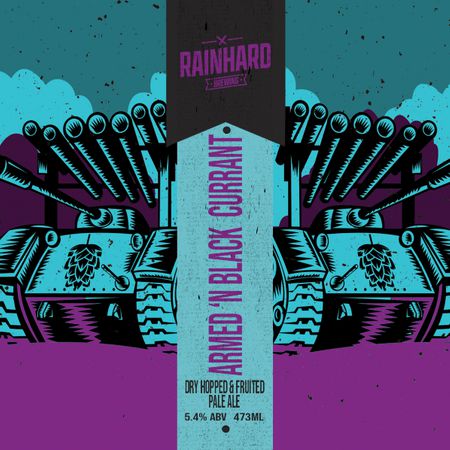 RAINHARD
BREWING
ARMED 'N BLACK CURRANT
DRY HOPPED & FRUITED
PALE ALE
5.4% ABV 473ML